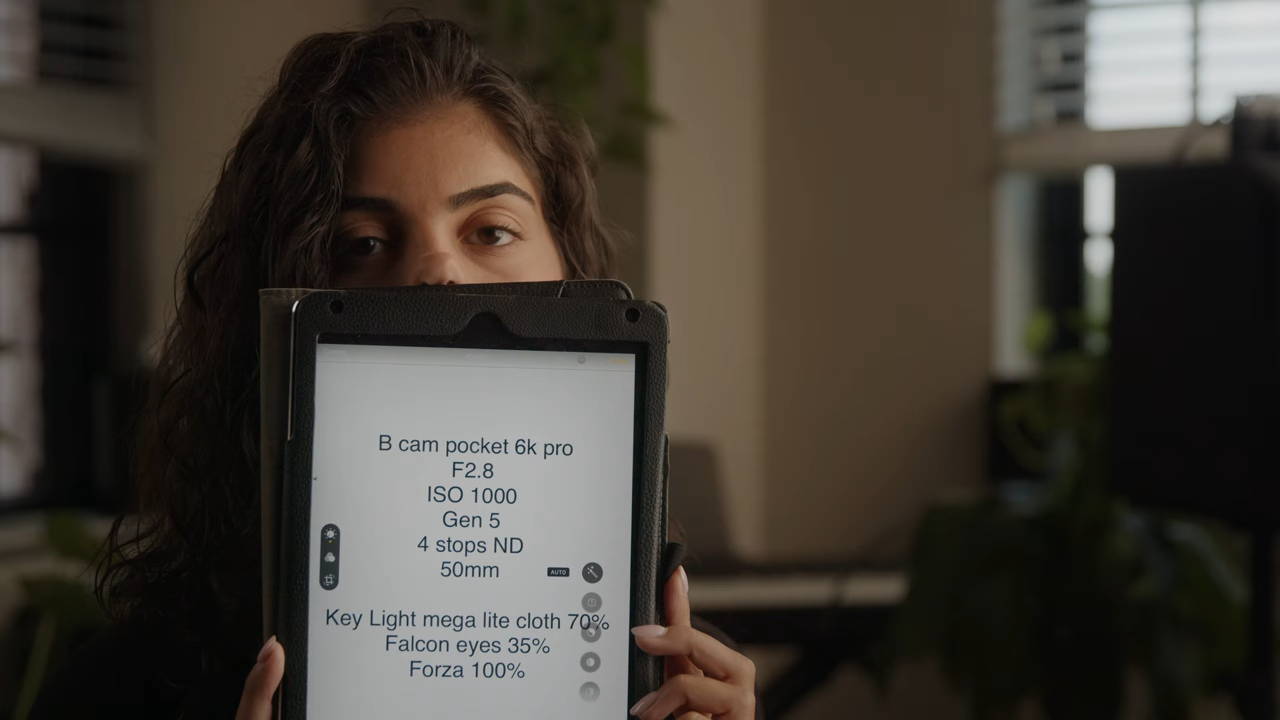 B cam pocket 6k pro
F2.8
ISO 1000
Gen 5
4 stops ND
50mm
AUTO
Key Light mega lite cloth 70%
Falcon eyes 35%
Forza 100%